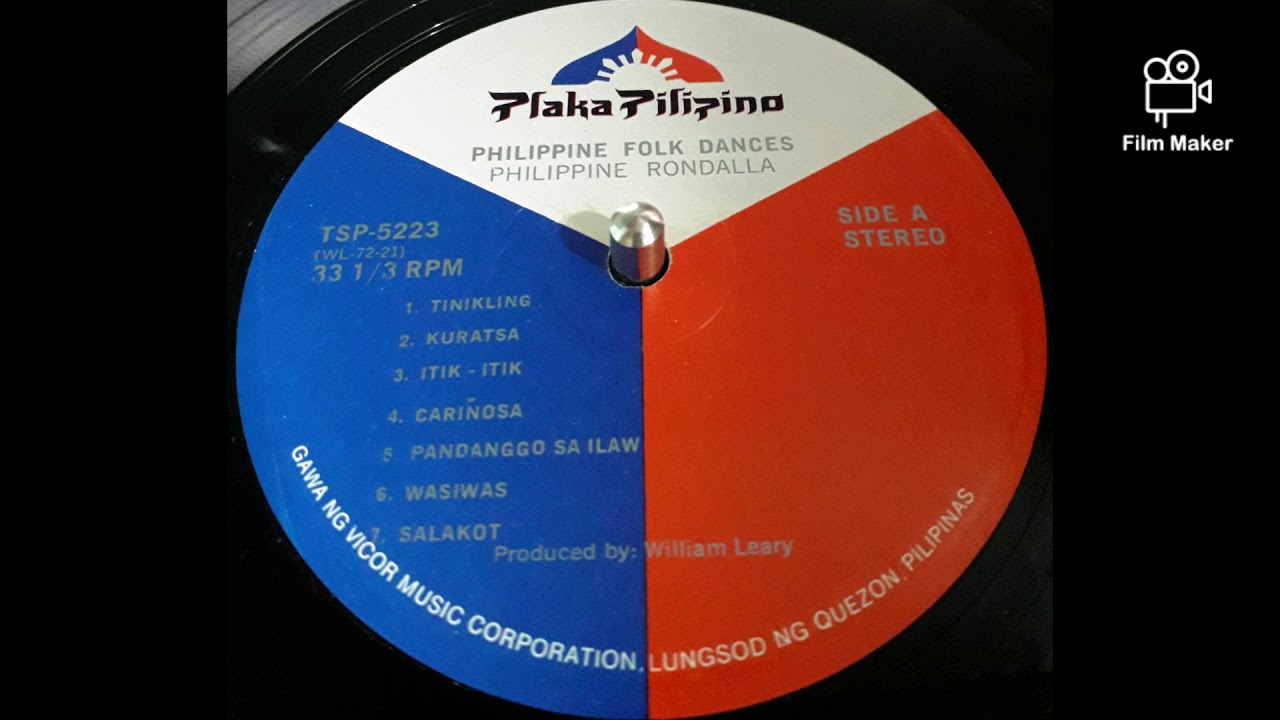 Plaka Pilipino
PHILIPPINE FOLK DANCES
PHILIPPINE RONDALLA
TSP-5223
(WL-72-21)
33 1/3 RPM
SIDE A
STEREO
1. TINIKLING
2. KURATSA
3. ITIK - ITIK
4. CARIÑOSA
5 PANDANGGO SA ILAW
6. WASIWAS
7. SALAKOT
Produced by: William Leary
GAWA NG VICOR MUSIC CORPORATION, LUNGSOD NG QUEZON, PILIPINAS
Film Maker